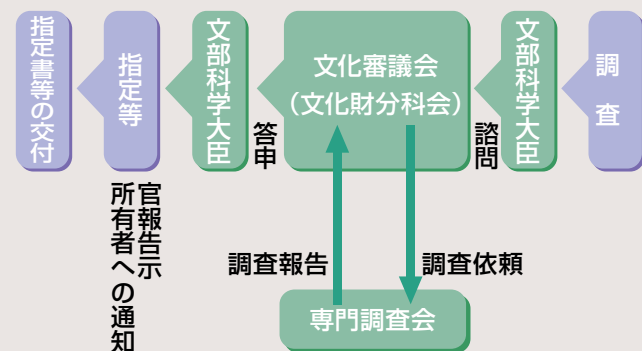 調査
文部科学大臣
諮問
文化審議会
（文化財分科会）
答申
文部科学大臣
指定等
官報告示
所有者への通知
指定書等の交付
調査報告
調査依頼
専門調査会